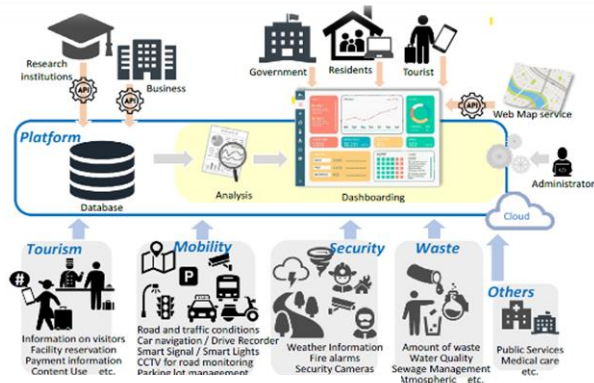 Research
institutions
Business
Government
Residents
Tourist
API
API
API
Web Map service
Platform
Database
Analysis
Dashboarding
Administrator
Cloud
Tourism
#
Information on visitors
Facility reservation
Payment information
Content Use etc.
Mobility
P
Road and traffic conditions
Car navigation / Drive Recorder
Smart Signal / Smart Lights
CCTV for road monitoring
Parking lot management
Security
Weather Information
Fire alarms
Security Cameras
Waste
Amount of waste
Water Quality
Sewage Management
Atmospheric etc.
Others
Public Services
Medical care
etc.